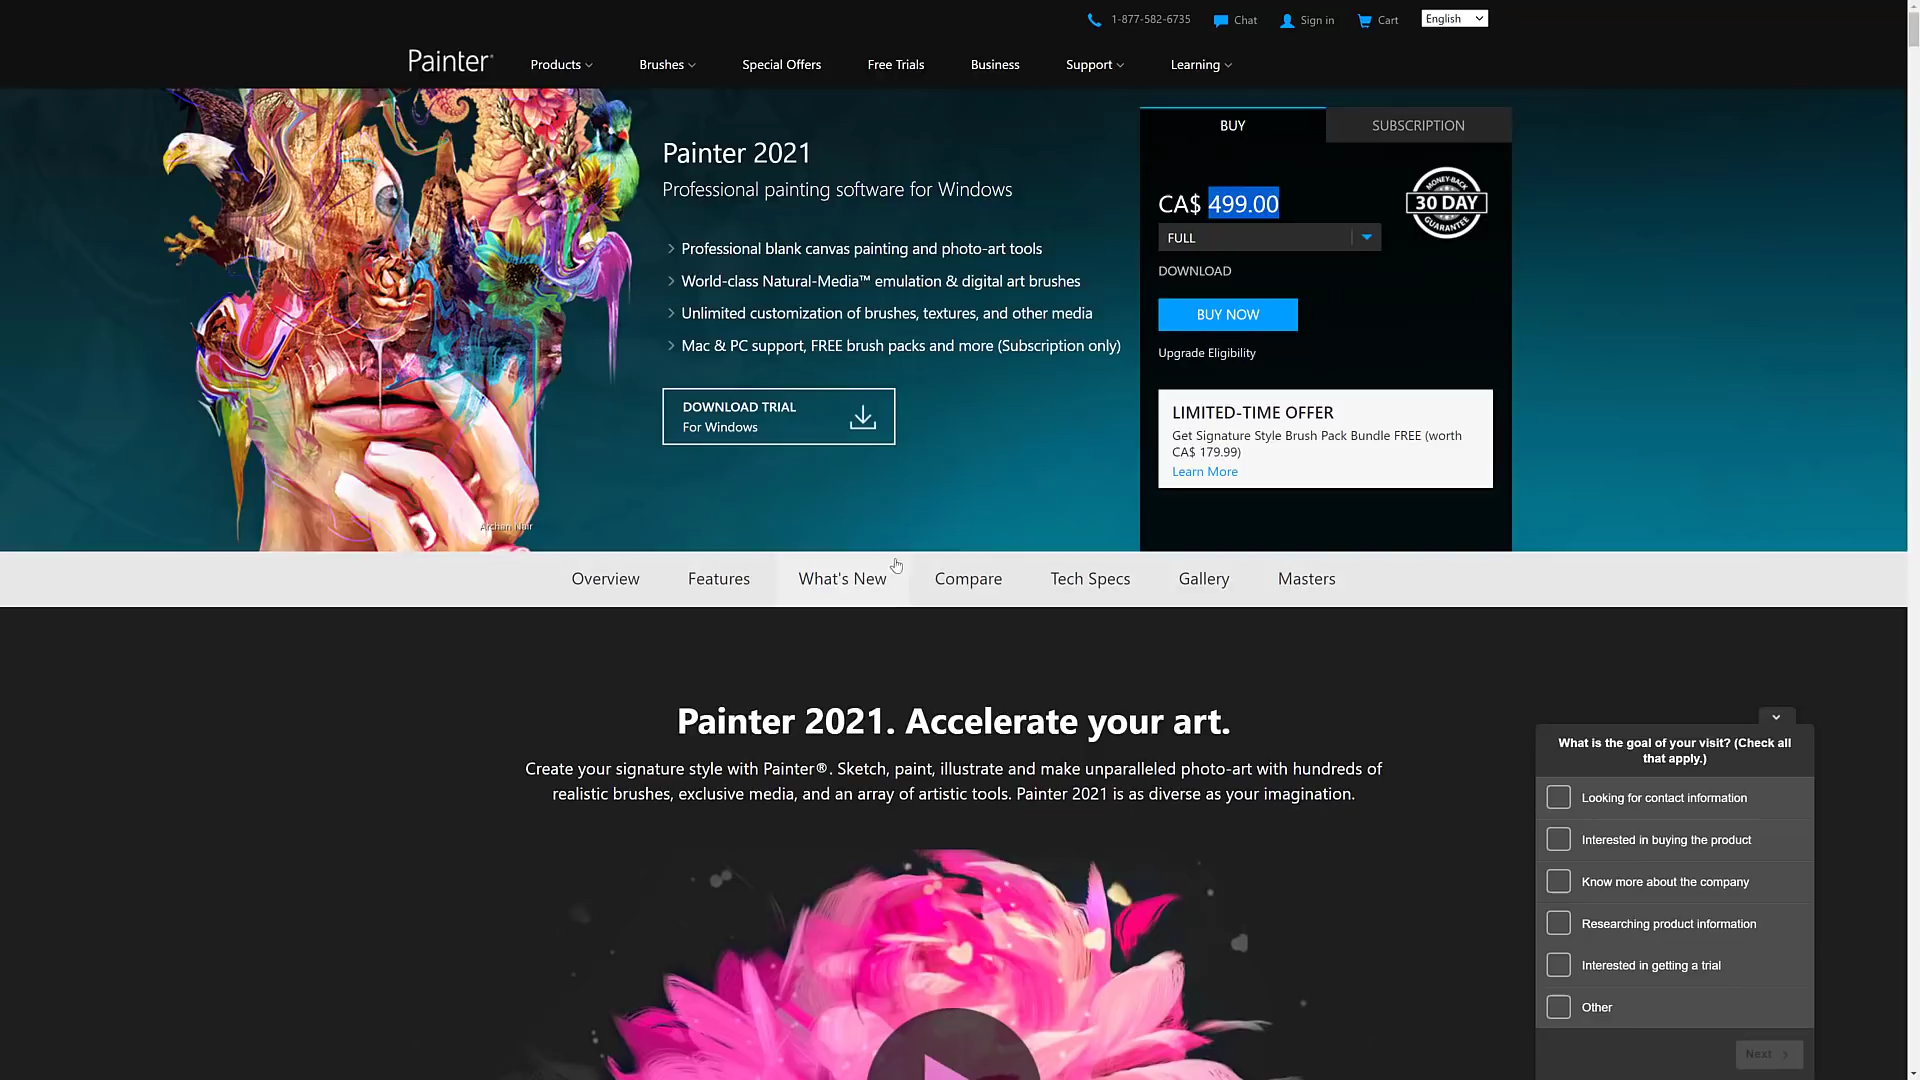 1-877-582-6735
Chat
Sign in
Cart
English
Painter
Products
Brushes
Special Offers
Free Trials
Business
Support
Learning
Painter 2021
Professional painting software for Windows
Professional blank canvas painting and photo-art tools
World-class Natural-Media™ emulation & digital art brushes
Unlimited customization of brushes, textures, and other media
Mac & PC support, FREE brush packs and more (Subscription only)
DOWNLOAD TRIAL
For Windows
Archan Nair
BUY
SUBSCRIPTION
CA$ 499.00
MONEY-BACK
30 DAY
GUARANTEE
FULL
DOWNLOAD
BUY NOW
Upgrade Eligibility
LIMITED-TIME OFFER
Get Signature Style Brush Pack Bundle FREE (worth
CA$ 179.99)
Learn More
Overview
Features
What's New
Compare
Tech Specs
Gallery
Masters
Painter 2021. Accelerate your art.
Create your signature style with Painter®. Sketch, paint, illustrate and make unparalleled photo-art with hundreds of
realistic brushes, exclusive media, and an array of artistic tools. Painter 2021 is as diverse as your imagination.
What is the goal of your visit? (Check all
that apply.)
Looking for contact information
Interested in buying the product
Know more about the company
Researching product information
Interested in getting a trial
Other
Next